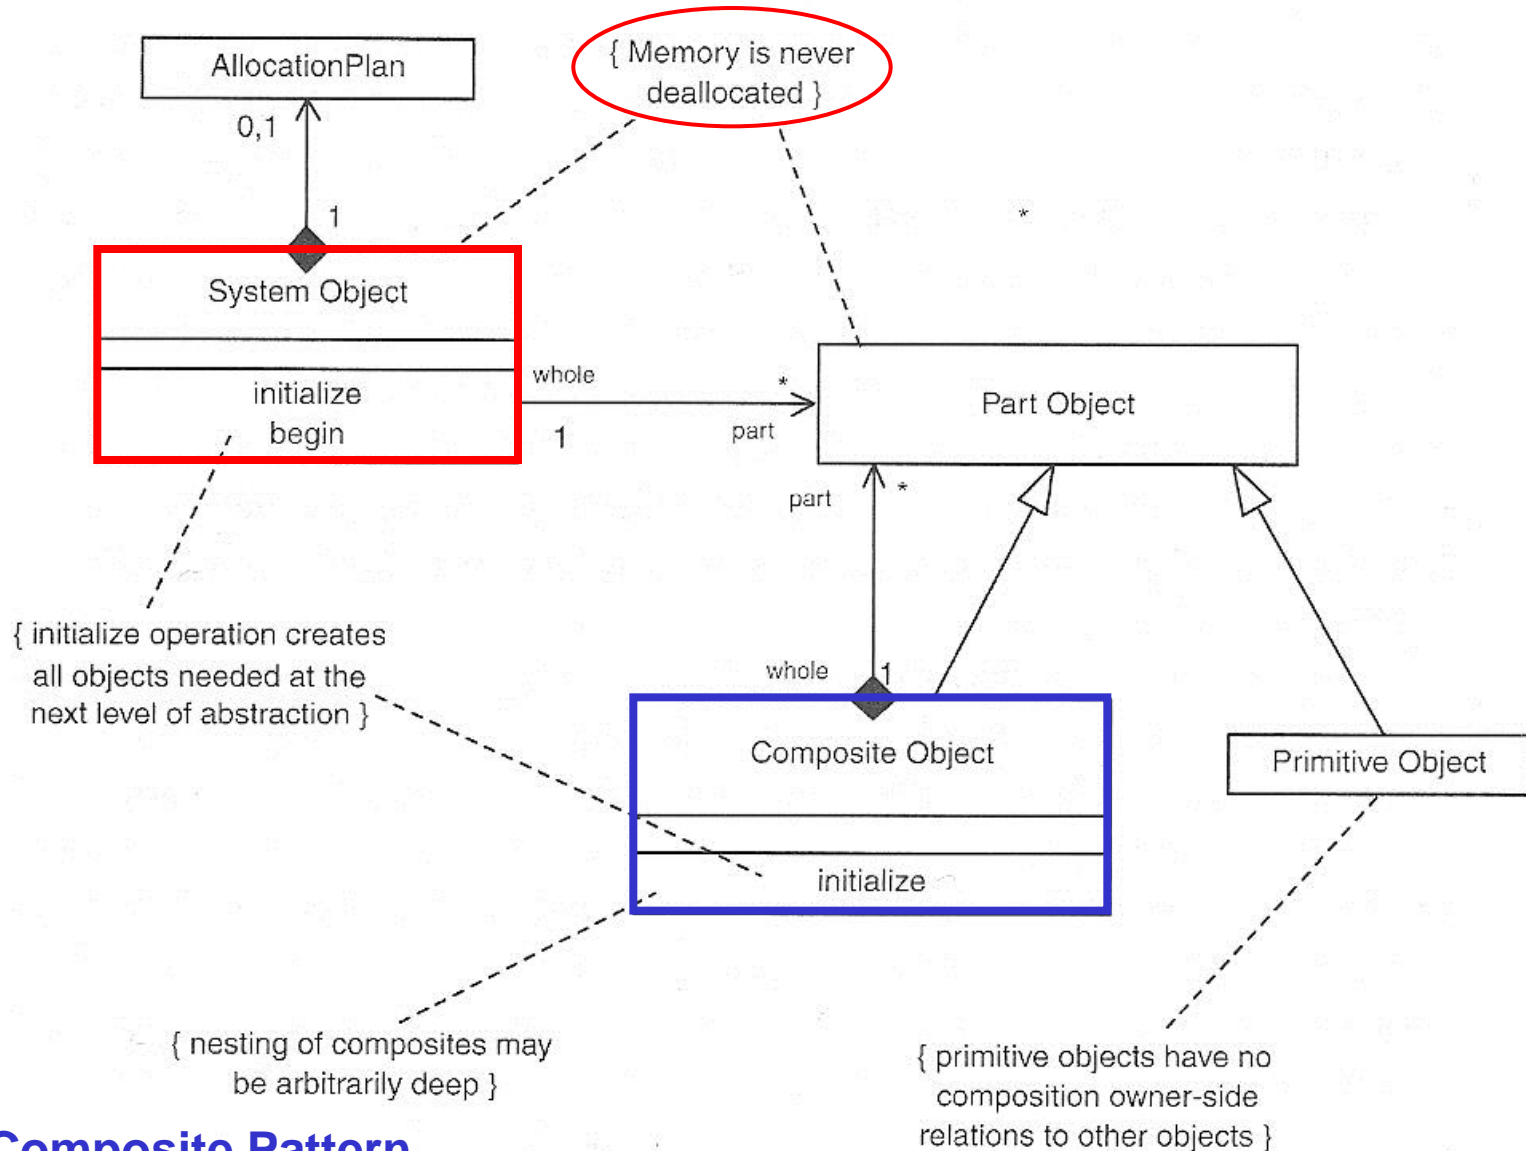 AllocationPlan
{ Memory is never
deallocated }
0,1
1
*
System Object
initialize
begin
whole
*
1
part
Part Object
part
*
{ initialize operation creates
all objects needed at the
next level of abstraction }
whole
1
Composite Object
initialize
Primitive Object
{ nesting of composites may
be arbitrarily deep }
{ primitive objects have no
composition owner-side
relations to other objects }
Composite Pattern